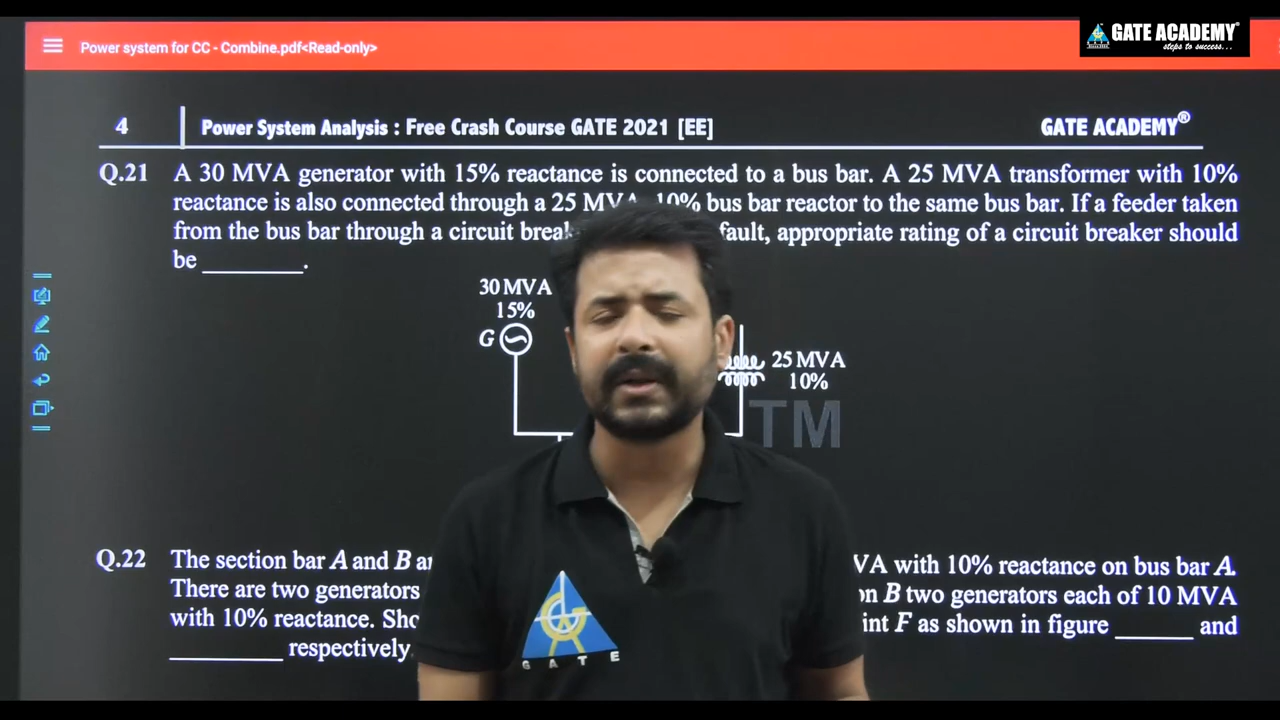 Power system for CC - Combine.pdf<Read-only>
GATE ACADEMY®
steps to success...
4 Power System Analysis : Free Crash Course GATE 2021 [EE] GATE ACADEMY®
Q.21 A 30 MVA generator with 15% reactance is connected to a bus bar. A 25 MVA transformer with 10%
reactance is also connected through a 25 MVA, 10% bus bar reactor to the same bus bar. If a feeder taken
from the bus bar through a circuit fault, appropriate rating of a circuit breaker should
be ________.
30 MVA
15%
G
25 MVA
10%
TM
Q.22 The section bar A and B VA with 10% reactance on bus bar A.
There are two generators B two generators each of 10 MVA
with 10% reactance. F as shown in figure ______ and
________ respectively
GATE